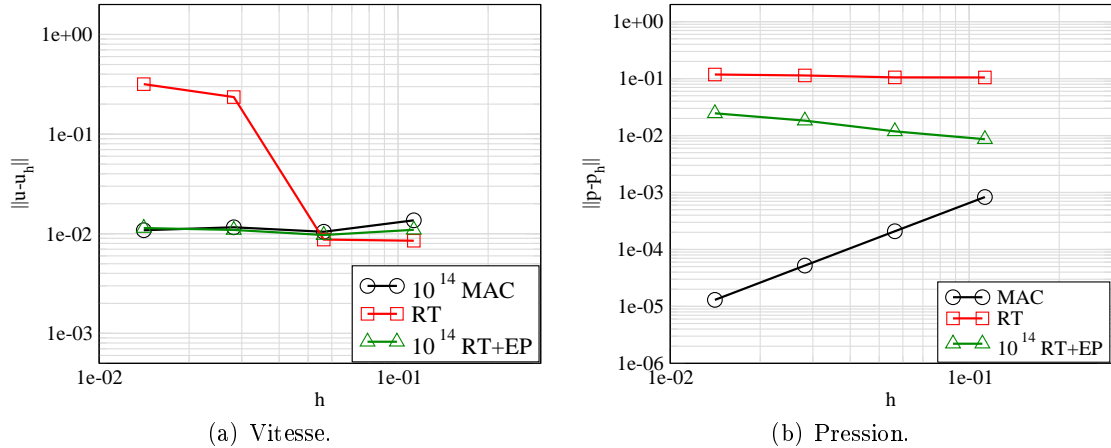 1e+00
1e-01
1e-02
1e-03
||u-u_h||
10^14 MAC
RT
10^14 RT+EP
1e-02
1e-01
h
(a) Vitesse.
1e+00
1e-01
1e-02
1e-03
1e-04
1e-05
1e-06
||p-p_h||
MAC
RT
10^14 RT+EP
1e-02
1e-01
h
(b) Pression.